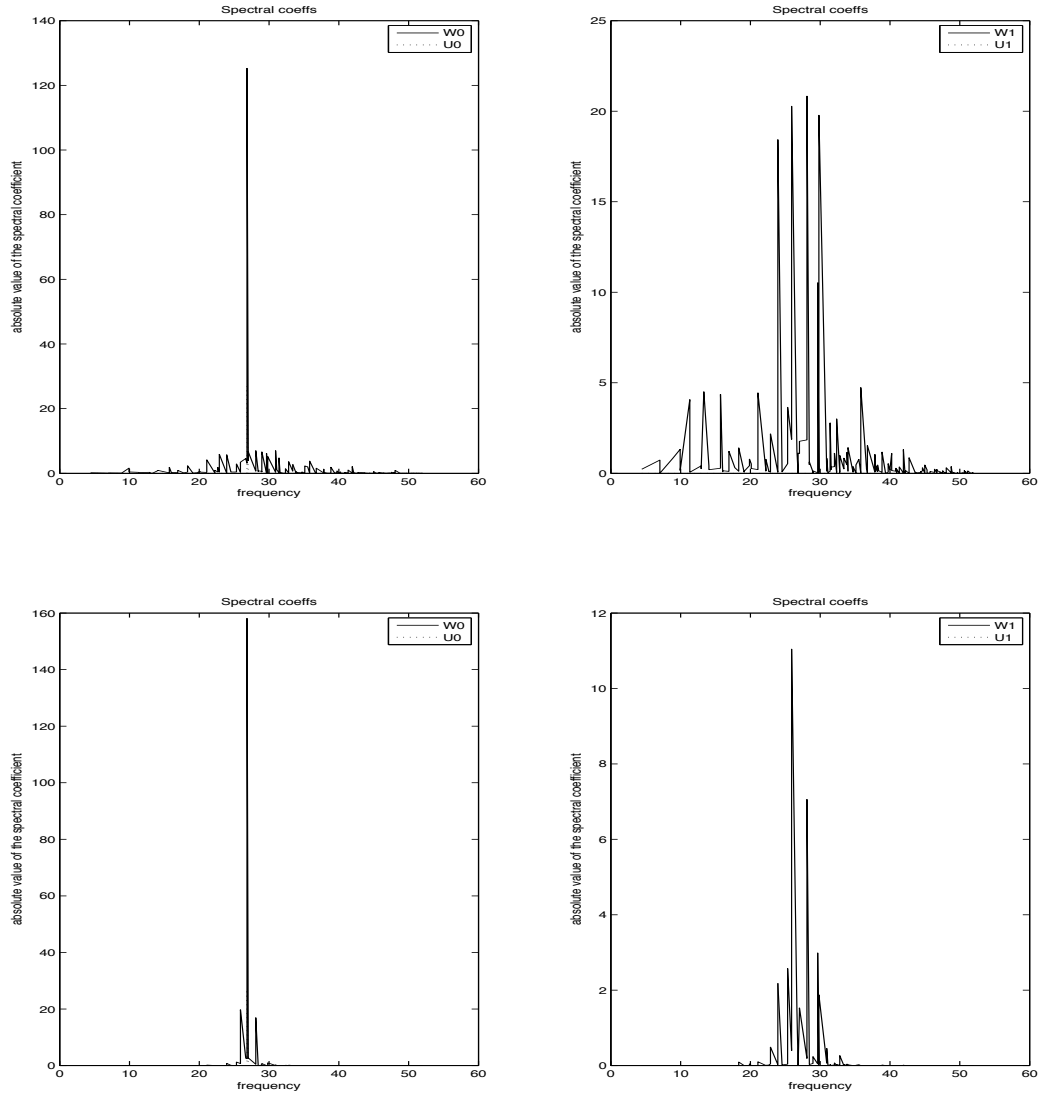 Spectral coeffs
140
120
100
80
60
40
20
0
0 10 20 30 40 50 60
absolute value of the spectral coefficient
frequency
W0
U0
Spectral coeffs
25
20
15
10
5
0
0 10 20 30 40 50 60
absolute value of the spectral coefficient
frequency
W1
U1
Spectral coeffs
160
140
120
100
80
60
40
20
0
0 10 20 30 40 50 60
absolute value of the spectral coefficient
frequency
W0
U0
Spectral coeffs
12
10
8
6
4
2
0
0 10 20 30 40 50 60
absolute value of the spectral coefficient
frequency
W1
U1